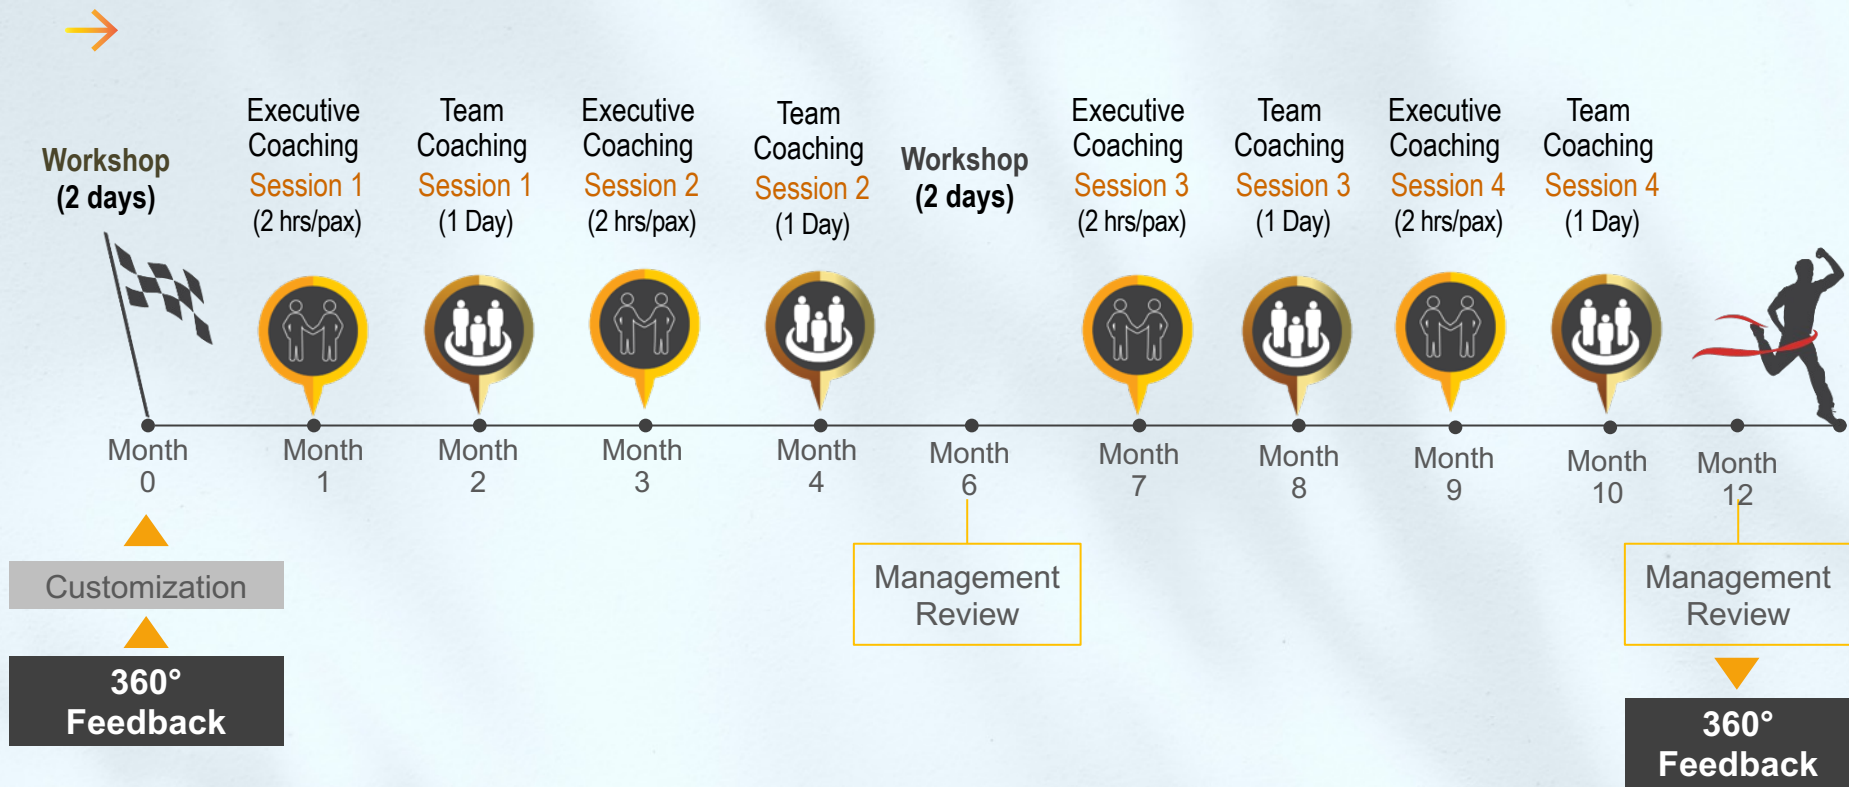 Workshop
(2 days)
Executive
Coaching
Session 1
(2 hrs/pax)
Team
Coaching
Session 1
(1 Day)
Executive
Coaching
Session 2
(2 hrs/pax)
Team
Coaching
Session 2
(1 Day)
Workshop
(2 days)
Executive
Coaching
Session 3
(2 hrs/pax)
Team
Coaching
Session 3
(1 Day)
Executive
Coaching
Session 4
(2 hrs/pax)
Team
Coaching
Session 4
(1 Day)
Month
0
Month
1
Month
2
Month
3
Month
4
Month
6
Month
7
Month
8
Month
9
Month
10
Month
12
Customization
360°
Feedback
Management
Review
Management
Review
360°
Feedback